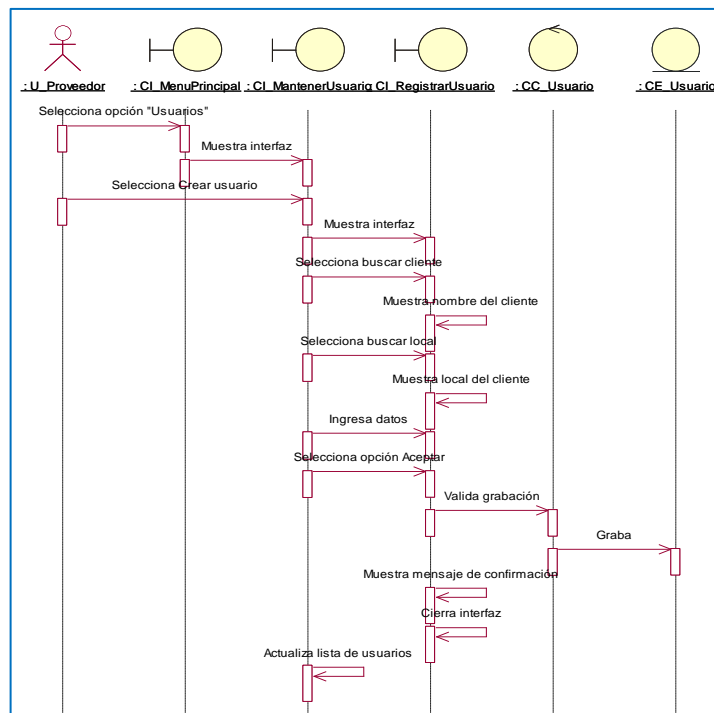 : U_Proveedor
: CI_MenuPrincipal
: CI_MantenerUsuario
: CI_RegistrarUsuario
: CC_Usuario
: CE_Usuario
Selecciona opción "Usuarios"
Muestra interfaz
Selecciona Crear usuario
Muestra interfaz
Selecciona buscar cliente
Muestra nombre del cliente
Selecciona buscar local
Muestra local del cliente
Ingresa datos
Selecciona opción Aceptar
Valida grabación
Graba
Muestra mensaje de confirmación
Cierra interfaz
Actualiza lista de usuarios